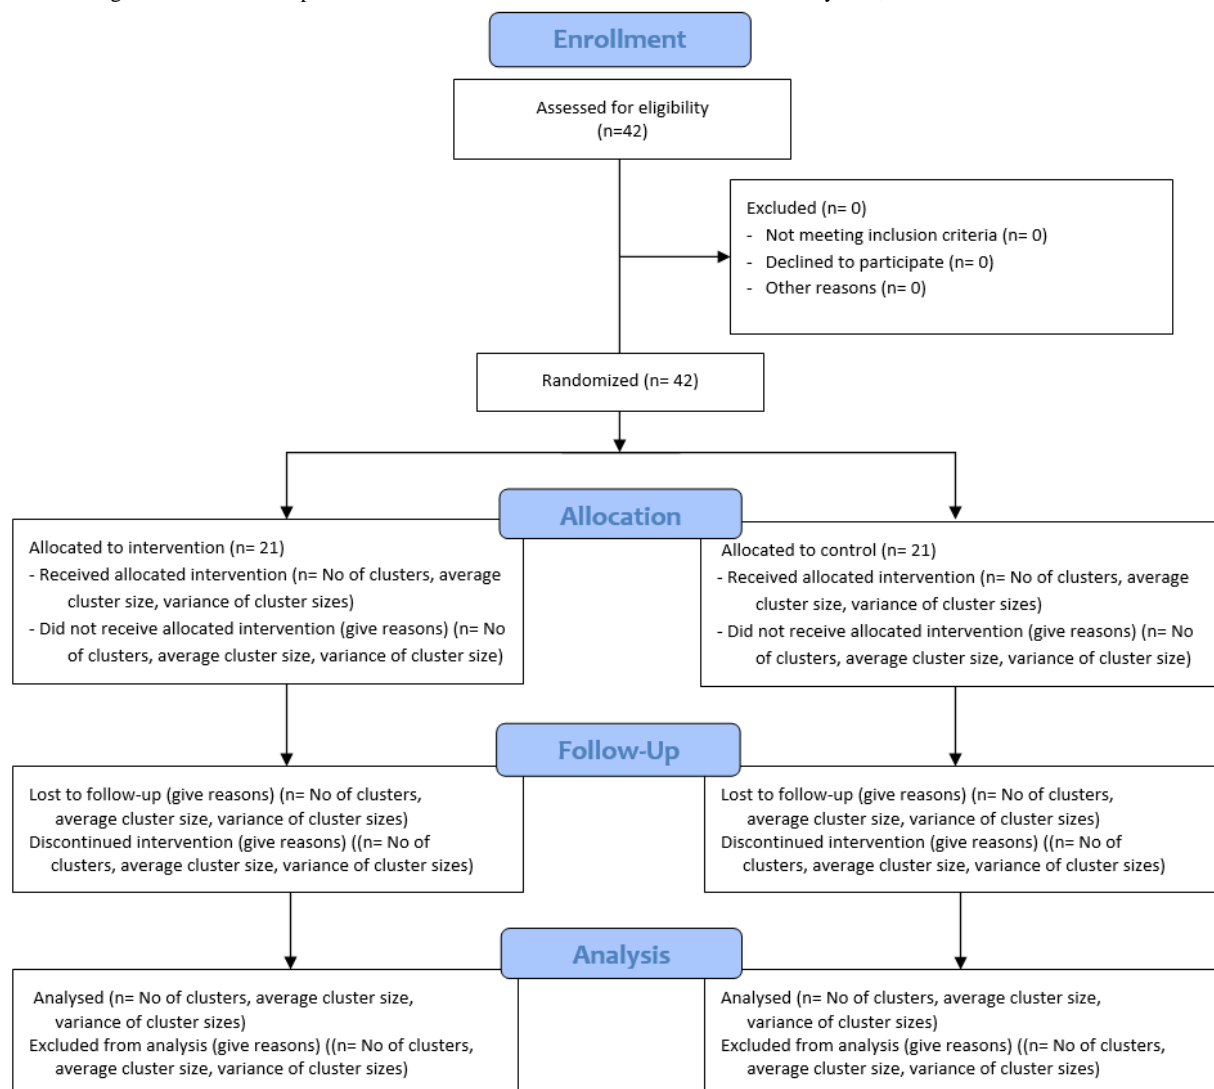 Enrollment
Assessed for eligibility
(n=42)
Excluded (n= 0)
- Not meeting inclusion criteria (n= 0)
- Declined to participate (n= 0)
- Other reasons (n= 0)
Randomized (n= 42)
Allocation
Allocated to intervention (n= 21)
- Received allocated intervention (n= No of clusters, average
cluster size, variance of cluster sizes)
- Did not receive allocated intervention (give reasons) (n= No
of clusters, average cluster size, variance of cluster size)
Allocated to control (n= 21)
- Received allocated intervention (n= No of clusters, average
cluster size, variance of cluster sizes)
- Did not receive allocated intervention (give reasons) (n= No
of clusters, average cluster size, variance of cluster size)
Follow-Up
Lost to follow-up (give reasons) (n= No of clusters,
average cluster size, variance of cluster sizes)
Discontinued intervention (give reasons) ((n= No of
clusters, average cluster size, variance of cluster sizes)
Lost to follow-up (give reasons) (n= No of clusters,
average cluster size, variance of cluster sizes)
Discontinued intervention (give reasons) ((n= No of
clusters, average cluster size, variance of cluster sizes)
Analysis
Analysed (n= No of clusters, average cluster size,
variance of cluster sizes)
Excluded from analysis (give reasons) ((n= No of clusters,
average cluster size, variance of cluster sizes)
Analysed (n= No of clusters, average cluster size,
variance of cluster sizes)
Excluded from analysis (give reasons) ((n= No of clusters,
average cluster size, variance of cluster sizes)